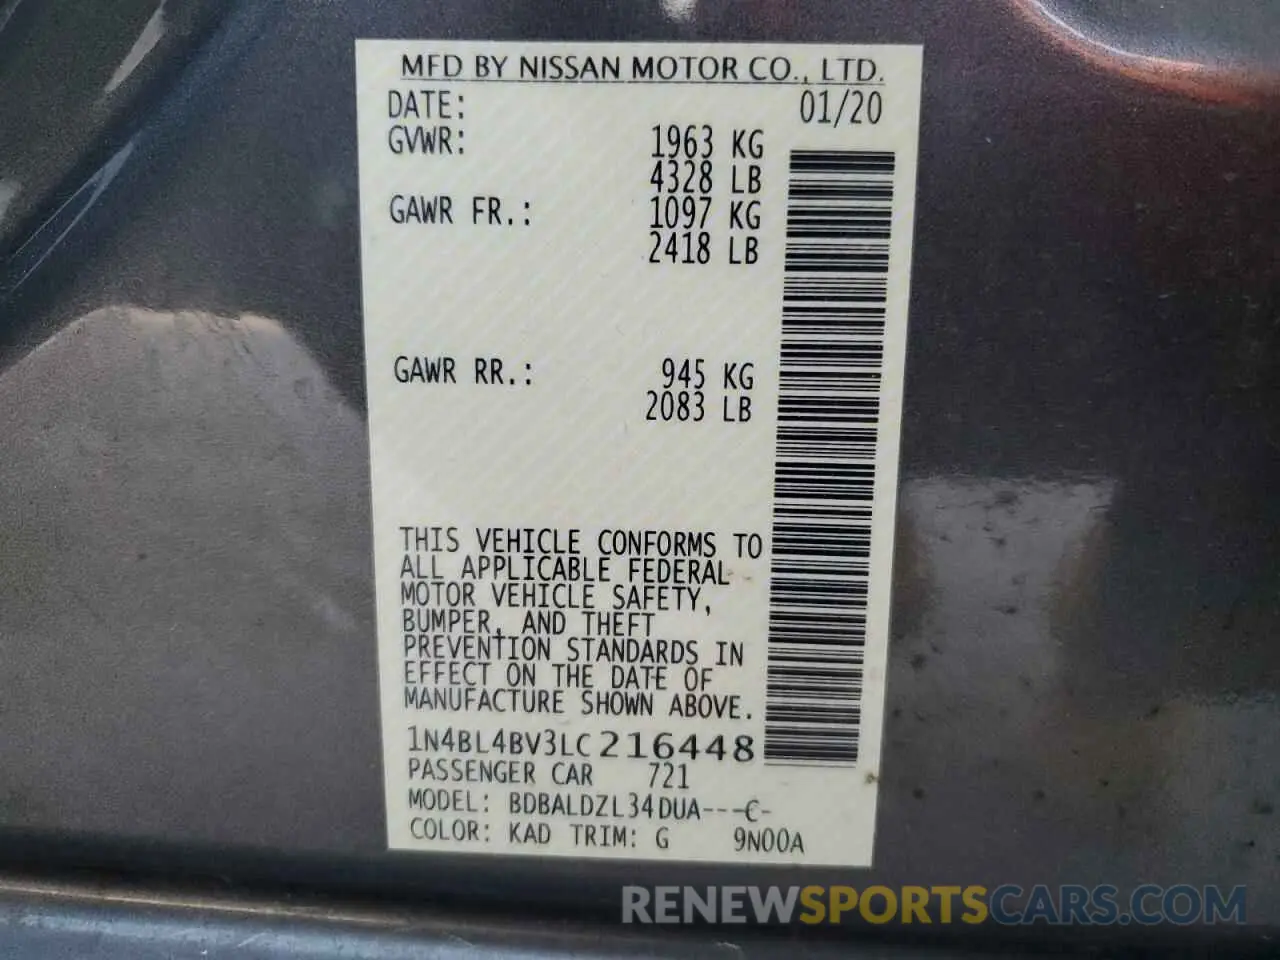 MFD BY NISSAN MOTOR CO., LTD.
DATE: 01/20
GVWR: 1963 KG
4328 LB
GAWR FR.: 1097 KG
2418 LB
GAWR RR.: 945 KG
2083 LB
THIS VEHICLE CONFORMS TO
ALL APPLICABLE FEDERAL
MOTOR VEHICLE SAFETY,
BUMPER, AND THEFT
PREVENTION STANDARDS IN
EFFECT ON THE DATE OF
MANUFACTURE SHOWN ABOVE.
1N4BL4BV3LC216448
PASSENGER CAR 721
MODEL: BDBALDZL34DUA---C-
COLOR: KAD TRIM: G 9N00A
RENEWSPORTSCARS.COM